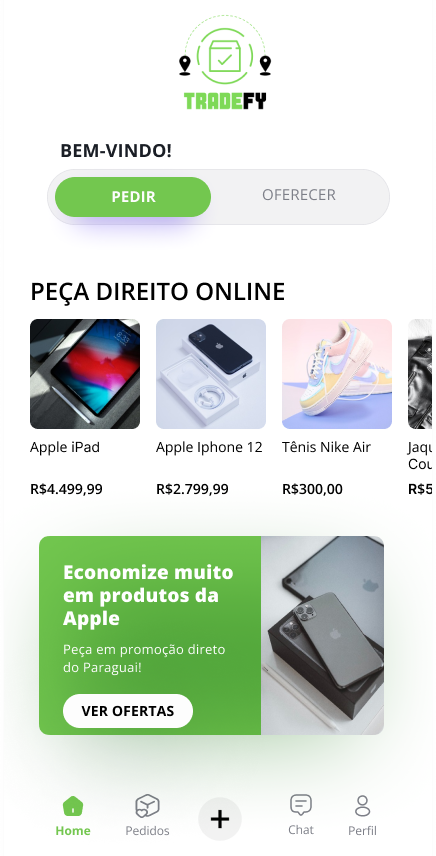 TRADEFY
BEM-VINDO!
PEDIR
OFERECER
PEÇA DIREITO ONLINE
Apple iPad
Apple Iphone 12
Tênis Nike Air
Jaqu
Cou
R$4.499,99
R$2.799,99
R$300,00
R$5
Economize muito
em produtos da
Apple
Peça em promoção direto
do Paraguai!
VER OFERTAS
Home
Pedidos
Chat
Perfil